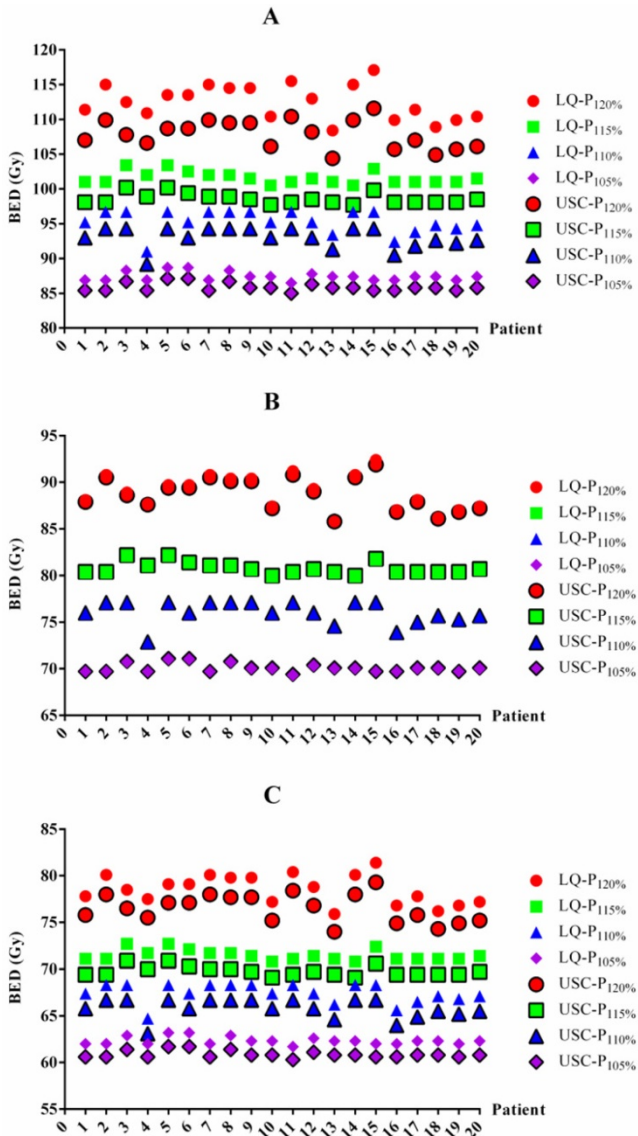 A
BED (Gy)
120
115
110
105
100
95
90
85
80
0 1 2 3 4 5 6 7 8 9 10 11 12 13 14 15 16 17 18 19 20
Patient
LQ-P120%
LQ-P115%
LQ-P110%
LQ-P105%
USC-P120%
USC-P115%
USC-P110%
USC-P105%
B
BED (Gy)
95
90
85
80
75
70
65
0 1 2 3 4 5 6 7 8 9 10 11 12 13 14 15 16 17 18 19 20
Patient
LQ-P120%
LQ-P115%
LQ-P110%
LQ-P105%
USC-P120%
USC-P115%
USC-P110%
USC-P105%
C
BED (Gy)
85
80
75
70
65
60
55
0 1 2 3 4 5 6 7 8 9 10 11 12 13 14 15 16 17 18 19 20
Patient
LQ-P120%
LQ-P115%
LQ-P110%
LQ-P105%
USC-P120%
USC-P115%
USC-P110%
USC-P105%